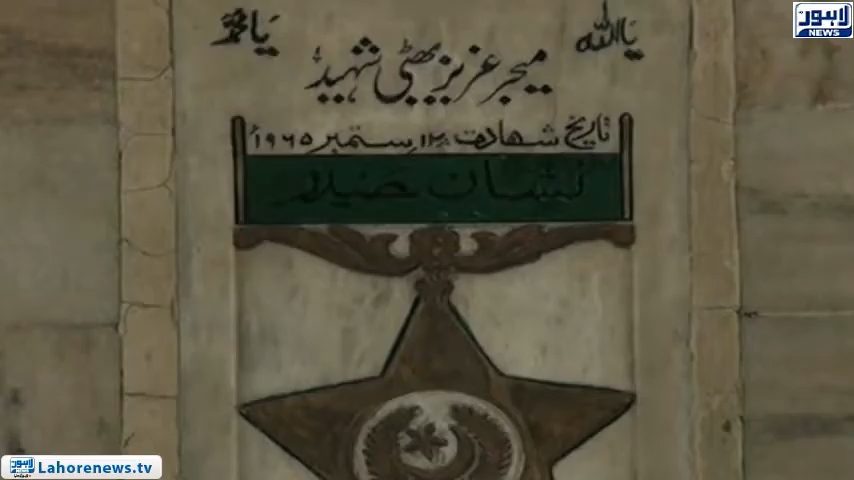 یا اللہ یا محمدؐ
میجر عزیز بھٹی شہید
تاریخ شہادت ۱۲ ستمبر ۱۹۶۵ء
نشان حیدر
لاہور
NEWS
Lahorenews.tv